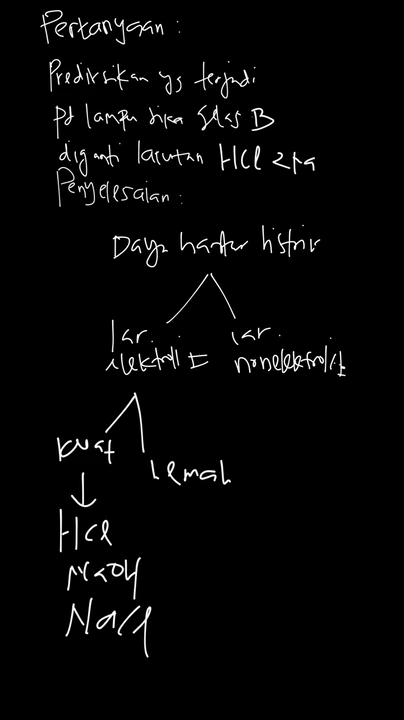 Pertanyaan :
Prediksikan yg terjadi
pd lampu jika gelas B
diganti larutan HCl zpa
Penyelesaian :
Daya hantar listrik
lar. lar.
elektrolit nonelektrolit
kuat
lemah
HCl
NaOH
NaCl